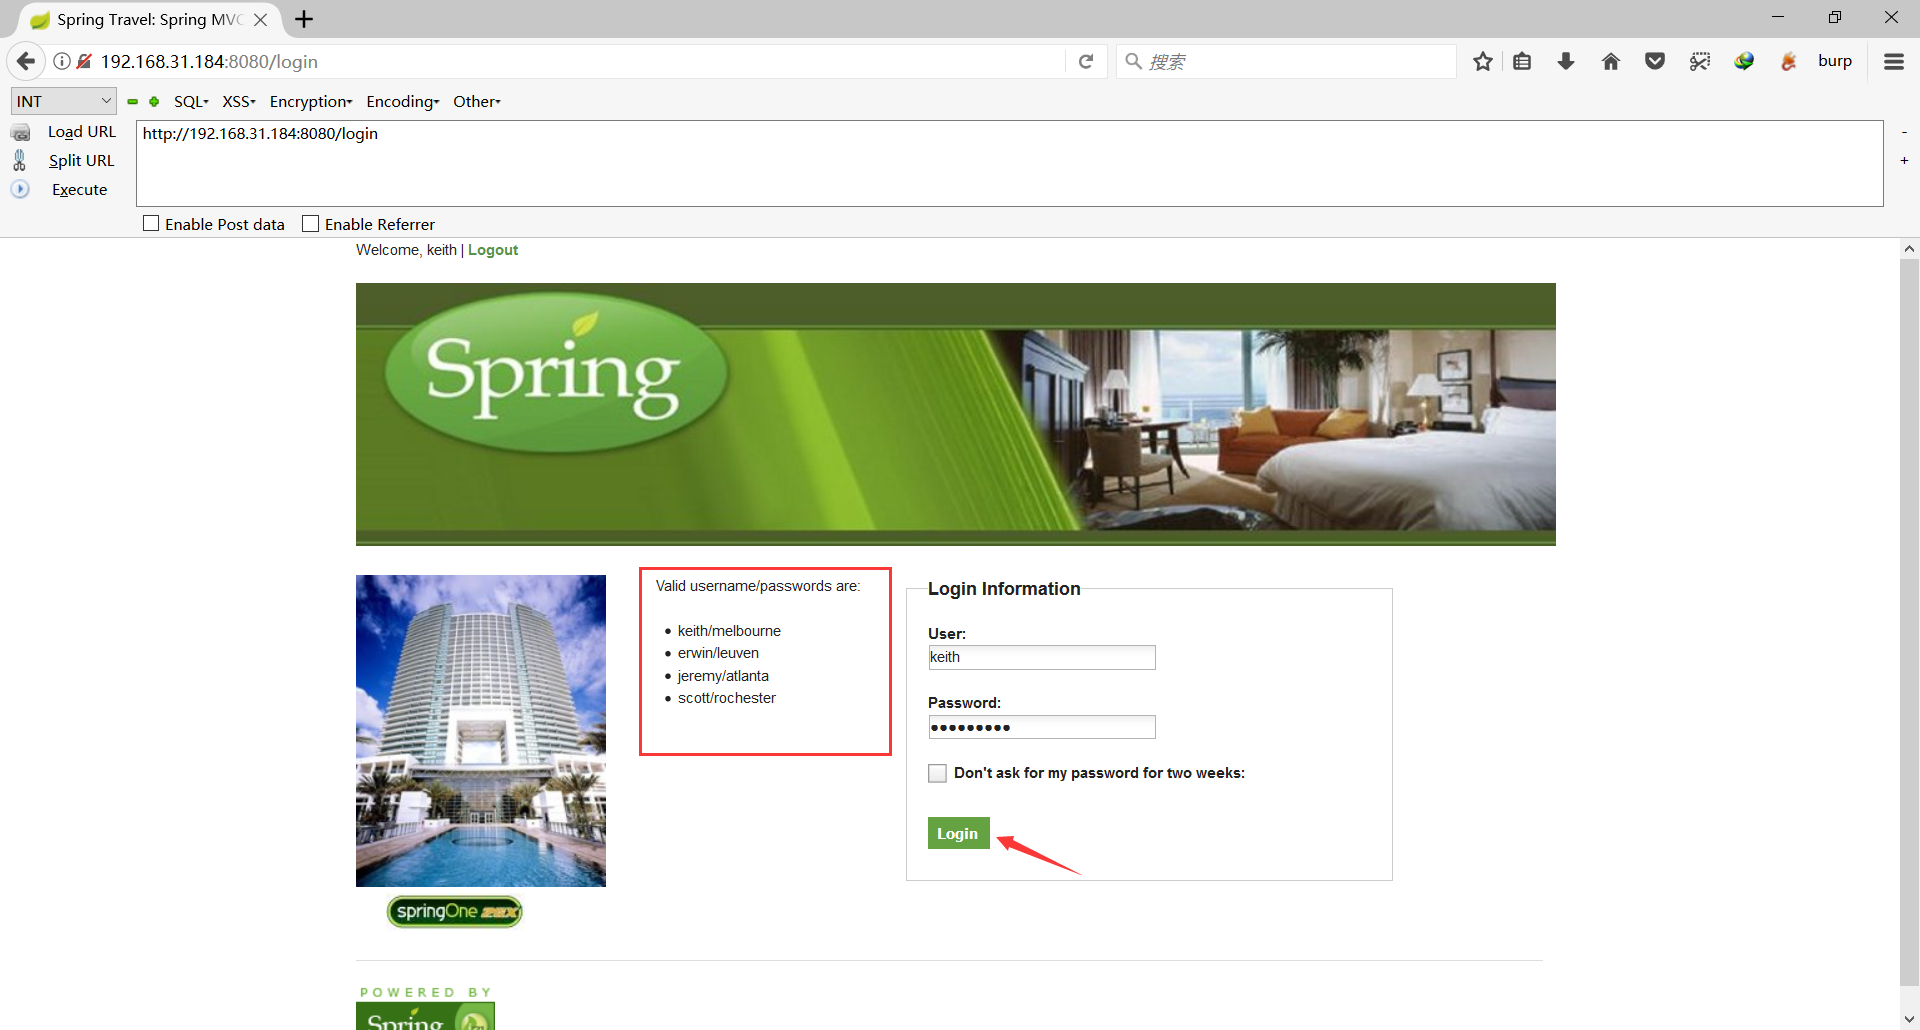 Spring Travel: Spring MVC
192.168.31.184:8080/login
搜索
burp
INT
SQL
XSS
Encryption
Encoding
Other
Load URL
http://192.168.31.184:8080/login
Split URL
Execute
Enable Post data
Enable Referrer
Welcome, keith | Logout
Spring
Valid username/passwords are:
keith/melbourne
erwin/leuven
jeremy/atlanta
scott/rochester
Login Information
User:
keith
Password:
Don't ask for my password for two weeks:
Login
springOne 2GX
POWERED BY
Spring